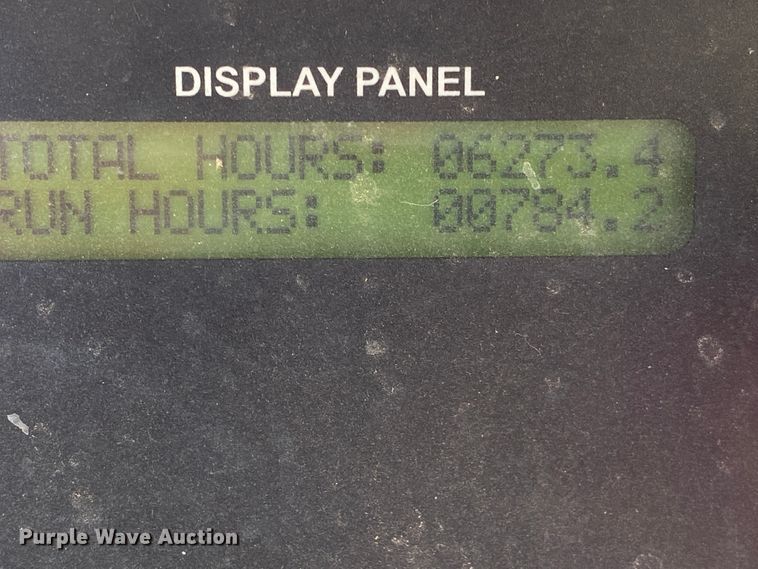 DISPLAY PANEL
TOTAL HOURS: 06273.4
RUN HOURS: 00784.2
Purple Wave Auction